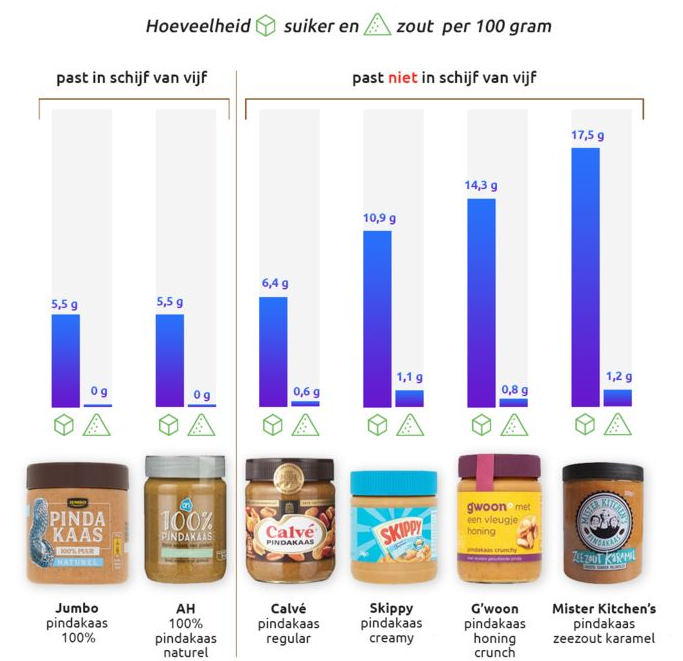 Hoeveelheid suiker en zout per 100 gram
past in schijf van vijf
past niet in schijf van vijf
5,5 g
0 g
5,5 g
0 g
6,4 g
0,6 g
10,9 g
1,1 g
14,3 g
0,8 g
17,5 g
1,2 g
JUMBO
PINDA
KAAS
100% PUUR
NATUREL
ah
100%
PINDAKAAS
Calvé
PINDAKAAS
SKIPPY
gwoon met
een vleugje
honing
pindakaas crunchy
MISTER KITCHEN'S
PINDAKAAS
ZEEZOUT KARAMEL
Jumbo
pindakaas
100%
AH
100%
pindakaas
naturel
Calvé
pindakaas
regular
Skippy
pindakaas
creamy
G'woon
pindakaas
honing
crunch
Mister Kitchen's
pindakaas
zeezout karamel